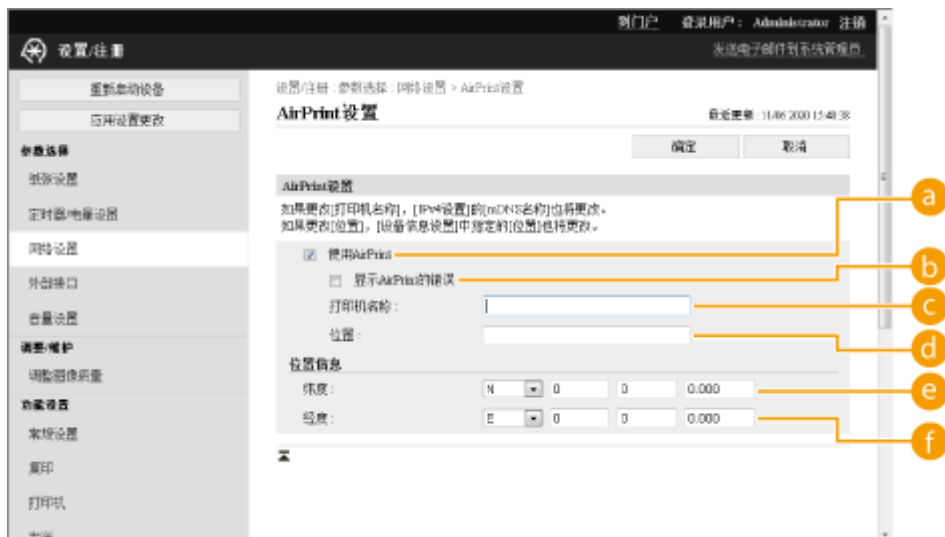 到门户 登录用户： Administrator 注销
设置/注册
发送电子邮件到系统管理员
重新启动设备
应用设置更改
参数选择
纸张设置
定时器/电量设置
网络设置
外部接口
音量设置
调整/维护
调整图像质量
功能设置
常规设置
复印
打印机
设置/注册 : 参数选择 : 网络设置 > AirPrint设置
AirPrint 设置
最近更新 : 11/06 2020 15:40:38
确定 取消
AirPrint设置
如果更改[打印机名称]，[IPv4设置]的[mDNS名称]也将更改。
如果更改[位置]，[设备信息设置]中指定的[位置]也将更改。
使用AirPrint
显示AirPrint的错误
打印机名称 :
位置 :
位置信息
纬度 : N 0 0 0.000
经度 : E 0 0 0.000
a
b
c
d
e
f